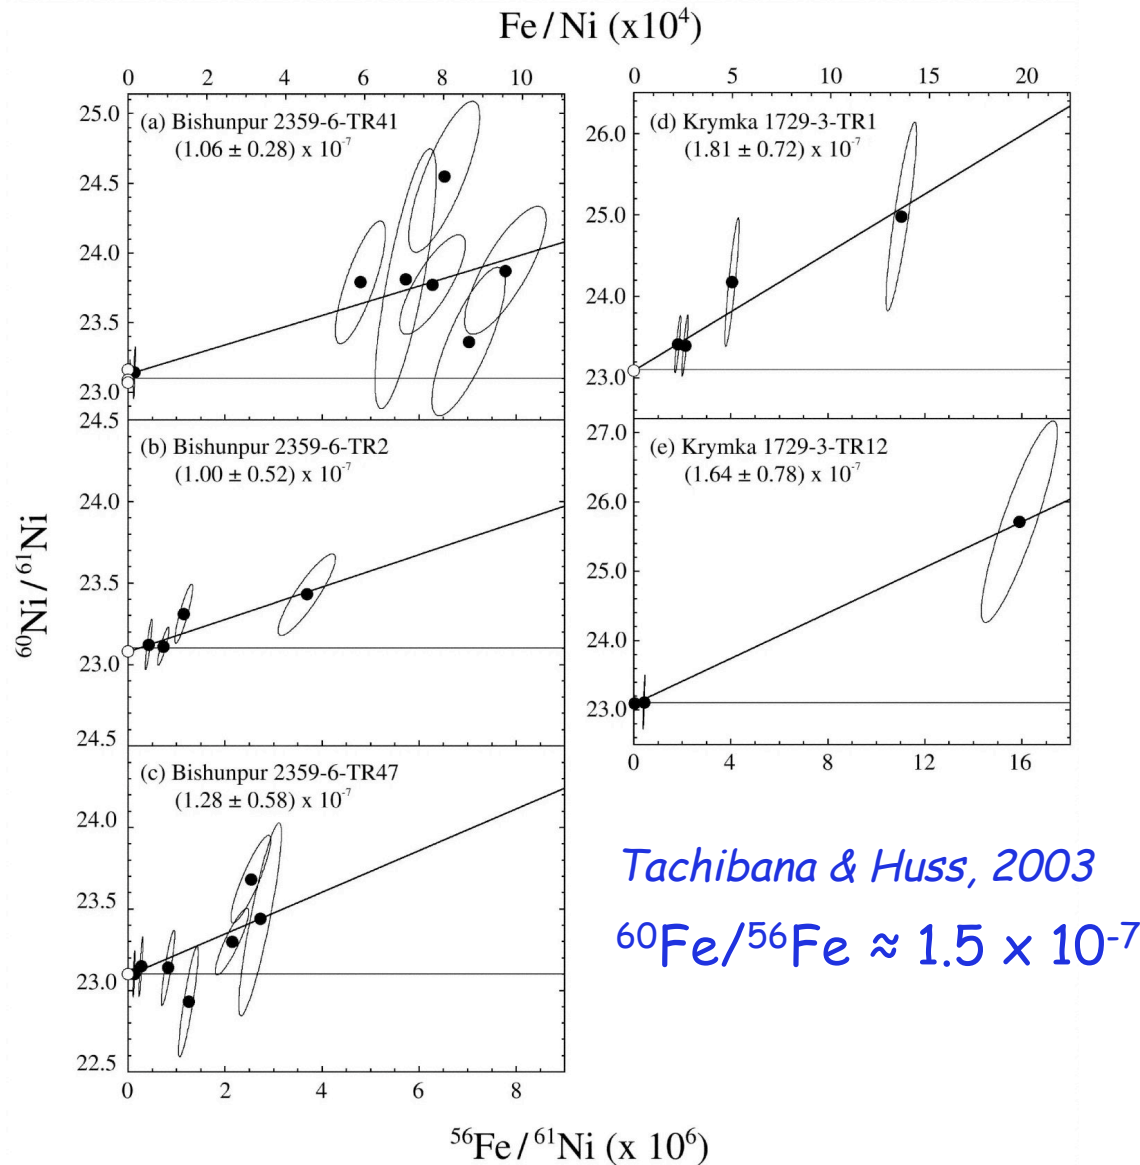 Fe/Ni (x10⁴)
0 2 4 6 8 10
0 5 10 15 20
(a) Bishunpur 2359-6-TR41
(1.06 ± 0.28) x 10⁻⁷
25.0
24.5
24.0
23.5
23.0
24.5
(d) Krymka 1729-3-TR1
(1.81 ± 0.72) x 10⁻⁷
26.0
25.0
24.0
23.0
(b) Bishunpur 2359-6-TR2
(1.00 ± 0.52) x 10⁻⁷
24.0
23.5
23.0
24.5
(e) Krymka 1729-3-TR12
(1.64 ± 0.78) x 10⁻⁷
27.0
26.0
25.0
24.0
23.0
0 4 8 12 16
⁶⁰Ni/⁶¹Ni
(c) Bishunpur 2359-6-TR47
(1.28 ± 0.58) x 10⁻⁷
24.0
23.5
23.0
22.5
0 2 4 6 8
Tachibana & Huss, 2003
⁶⁰Fe/⁵⁶Fe ≈ 1.5 x 10⁻⁷
⁵⁶Fe/⁶¹Ni (x 10⁶)